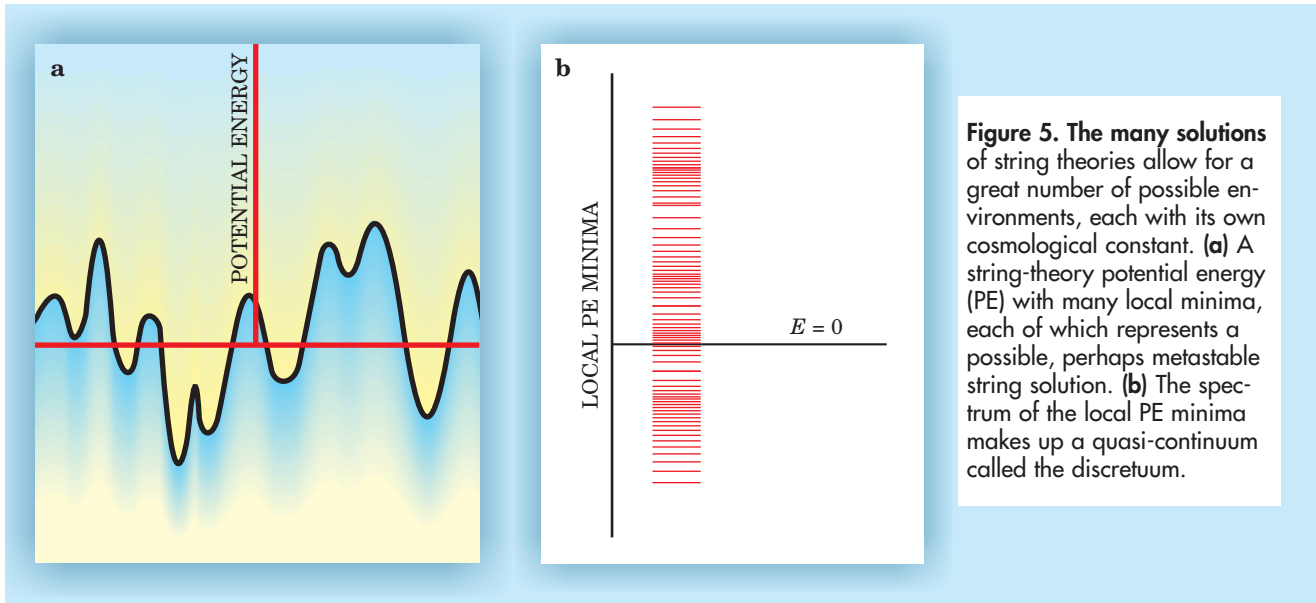 a
POTENTIAL ENERGY
b
LOCAL PE MINIMA
E = 0
Figure 5. The many solutions
of string theories allow for a
great number of possible en-
vironments, each with its own
cosmological constant. (a) A
string-theory potential energy
(PE) with many local minima,
each of which represents a
possible, perhaps metastable
string solution. (b) The spec-
trum of the local PE minima
makes up a quasi-continuum
called the discretuum.